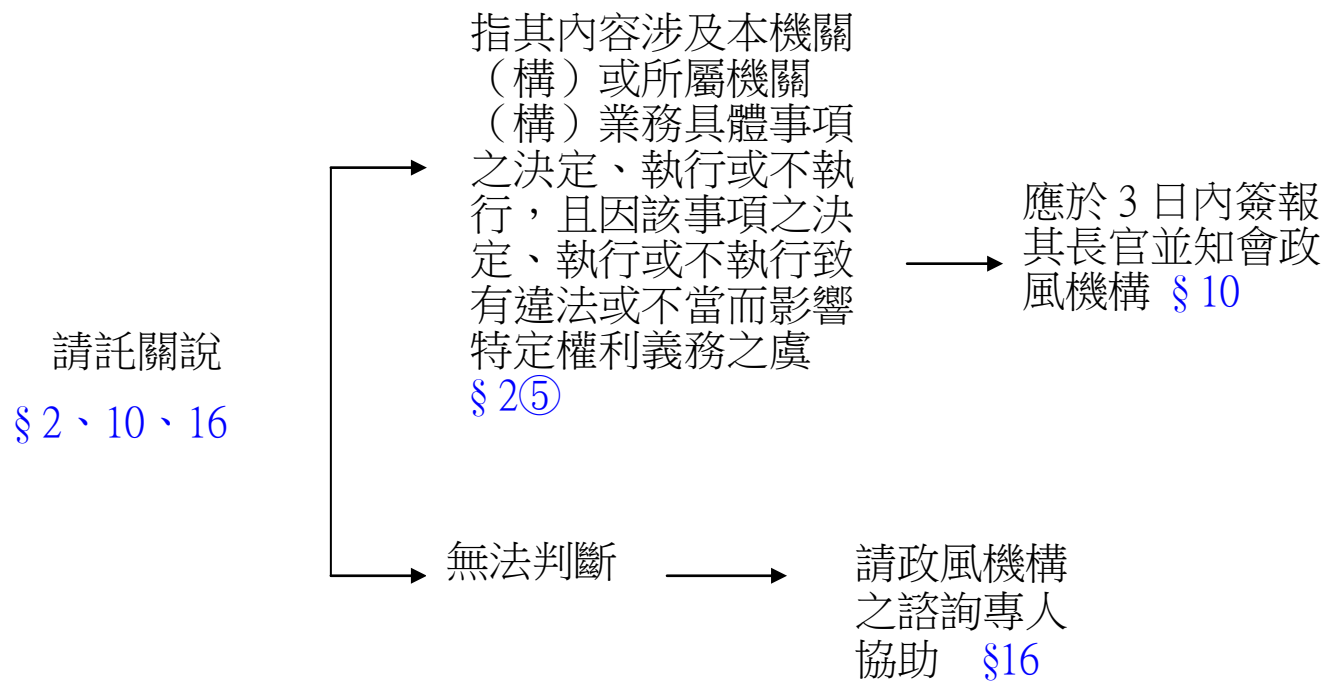 請託關說
§ 2、10、16
指其內容涉及本機關
（構）或所屬機關
（構）業務具體事項
之決定、執行或不執
行，且因該事項之決
定、執行或不執行致
有違法或不當而影響
特定權利義務之虞
§ 2⑤
應於 3 日內簽報
其長官並知會政
風機構 § 10
無法判斷
請政風機構
之諮詢專人
協助 §16